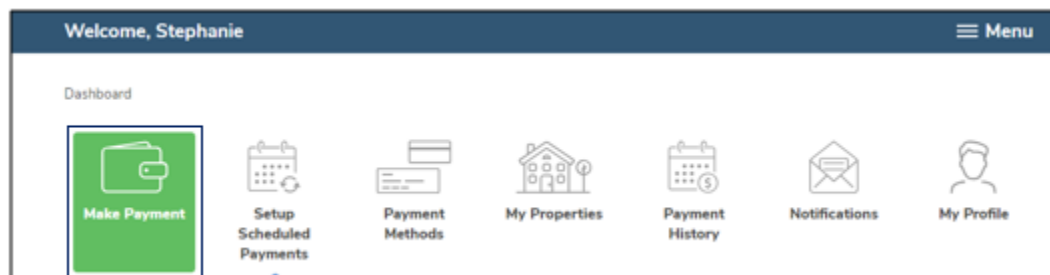 Welcome, Stephanie
Menu
Dashboard
Make Payment
Setup
Scheduled
Payments
Payment
Methods
My Properties
Payment
History
Notifications
My Profile